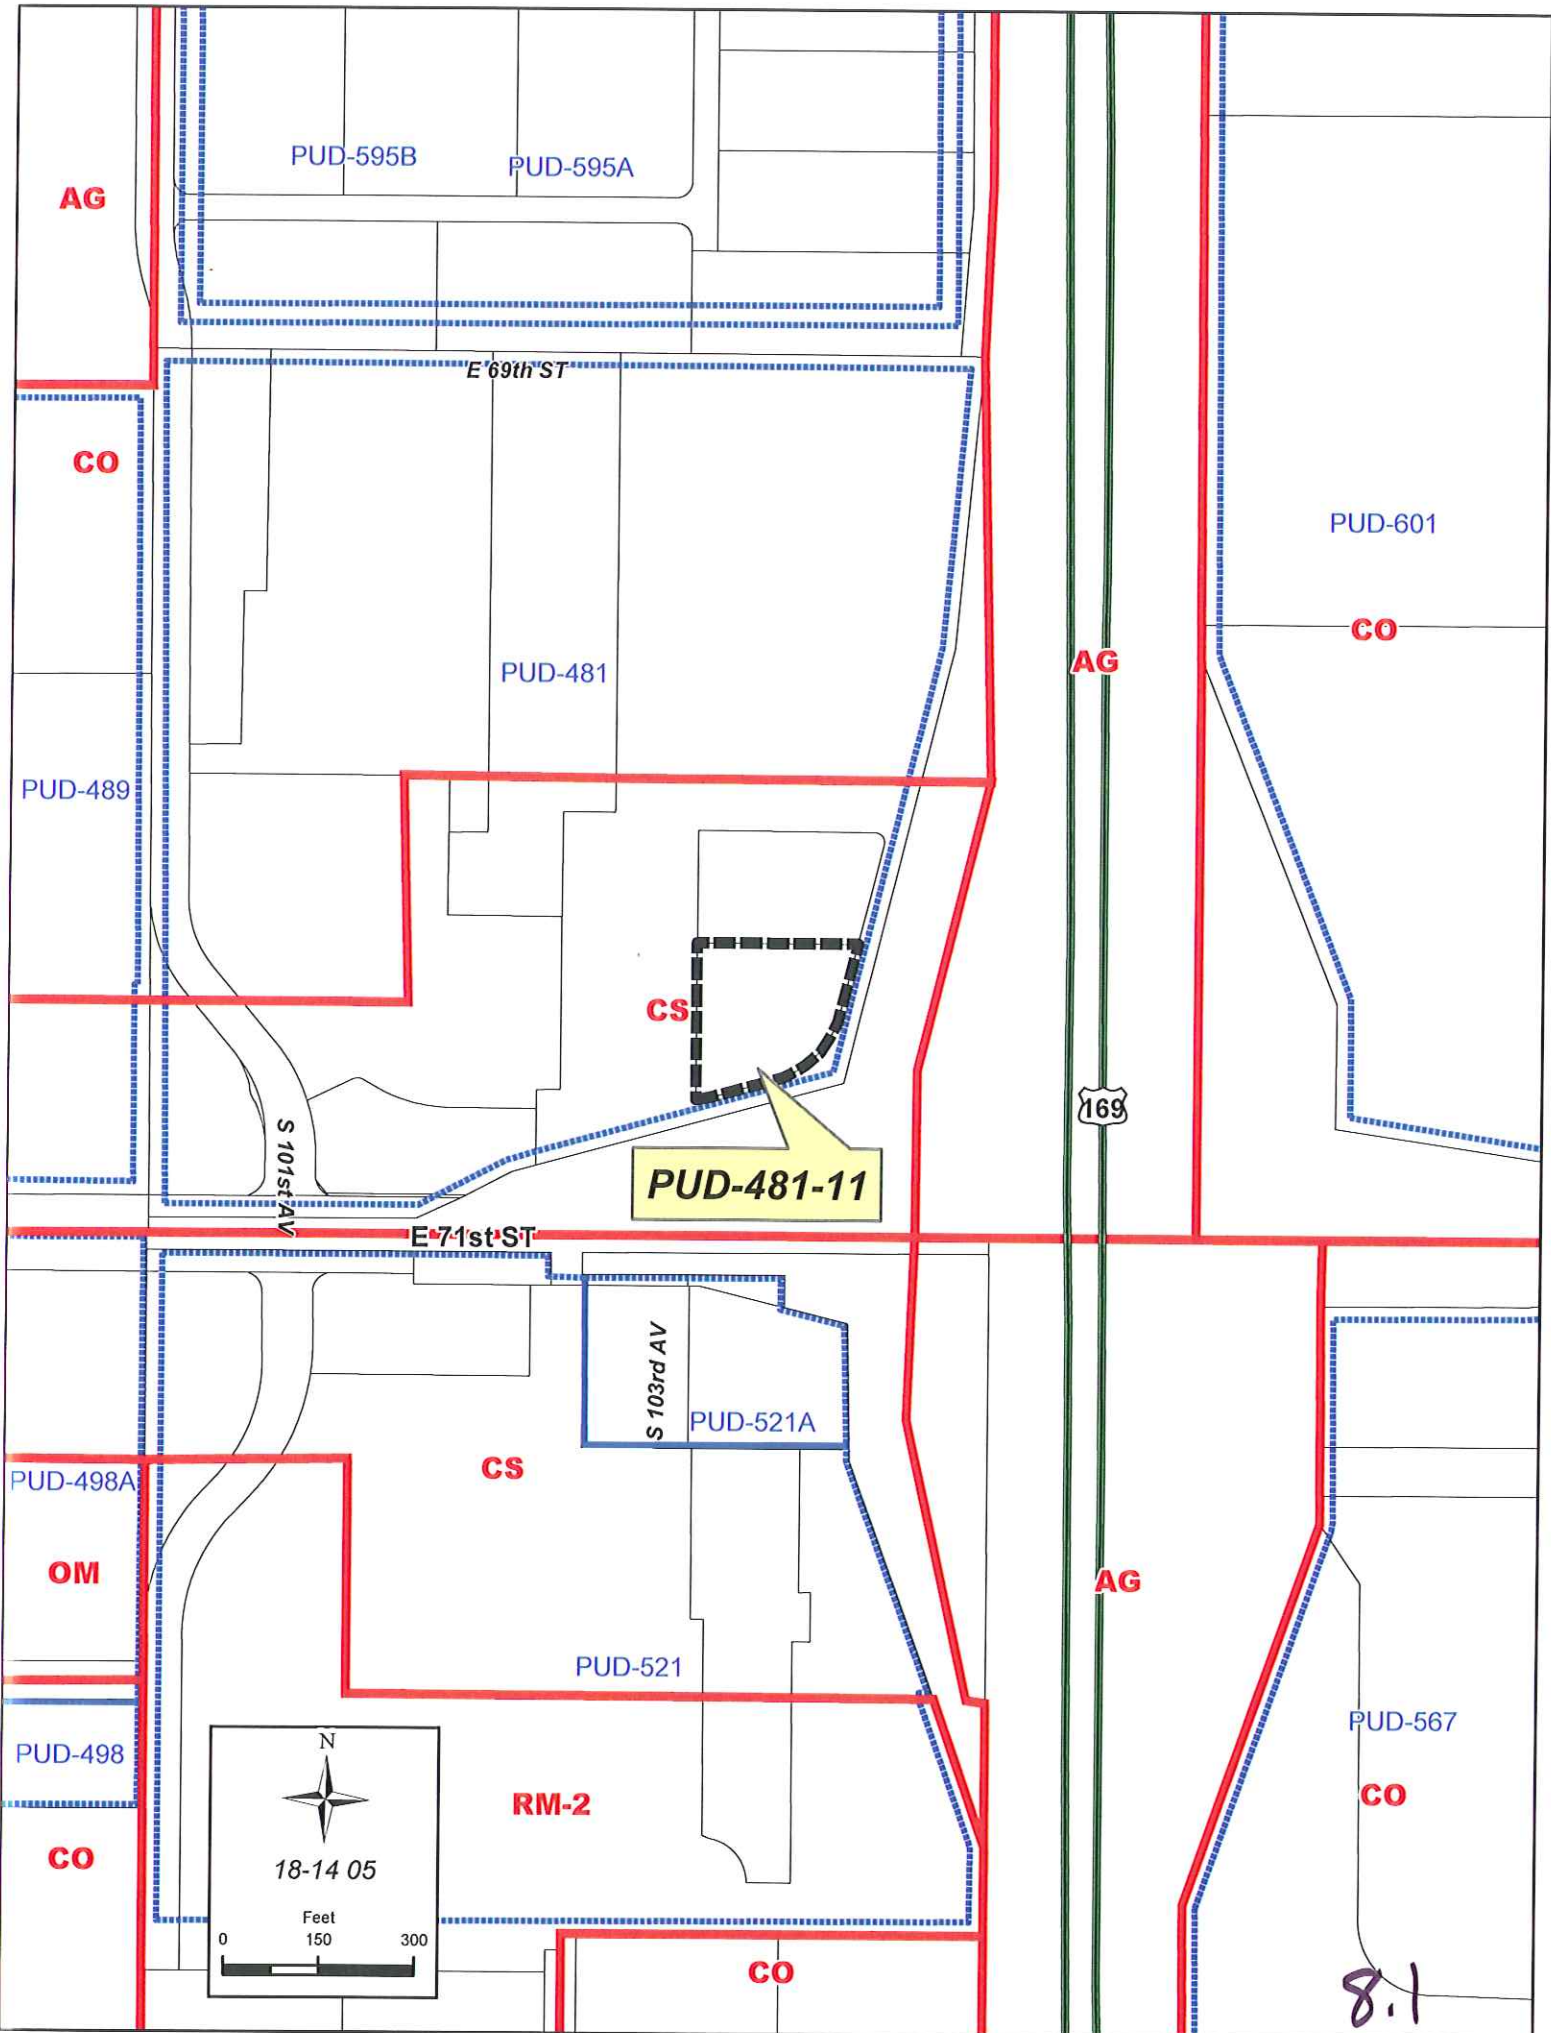 PUD-595B
PUD-595A
AG
E 69th ST
CO
PUD-601
CO
AG
PUD-481
PUD-489
CS
169
S 101st AV
PUD-481-11
E 71st ST
S 103rd AV
PUD-521A
CS
PUD-498A
OM
AG
PUD-521
PUD-567
PUD-498
N
CO
RM-2
CO
18-14 05
Feet
0 150 300
CO
8.1